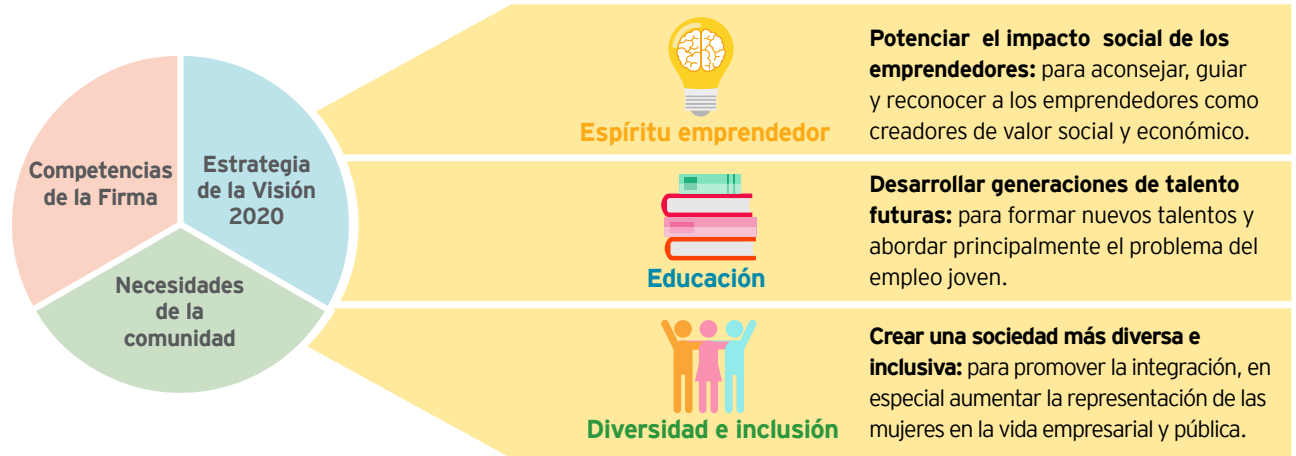 Competencias
de la Firma
Estrategia
de la Visión
2020
Necesidades
de la
comunidad
Espíritu emprendedor
Potenciar el impacto social de los
emprendedores: para aconsejar, guiar
y reconocer a los emprendedores como
creadores de valor social y económico.
Educación
Desarrollar generaciones de talento
futuras: para formar nuevos talentos y
abordar principalmente el problema del
empleo joven.
Diversidad e inclusión
Crear una sociedad más diversa e
inclusiva: para promover la integración, en
especial aumentar la representación de las
mujeres en la vida empresarial y pública.